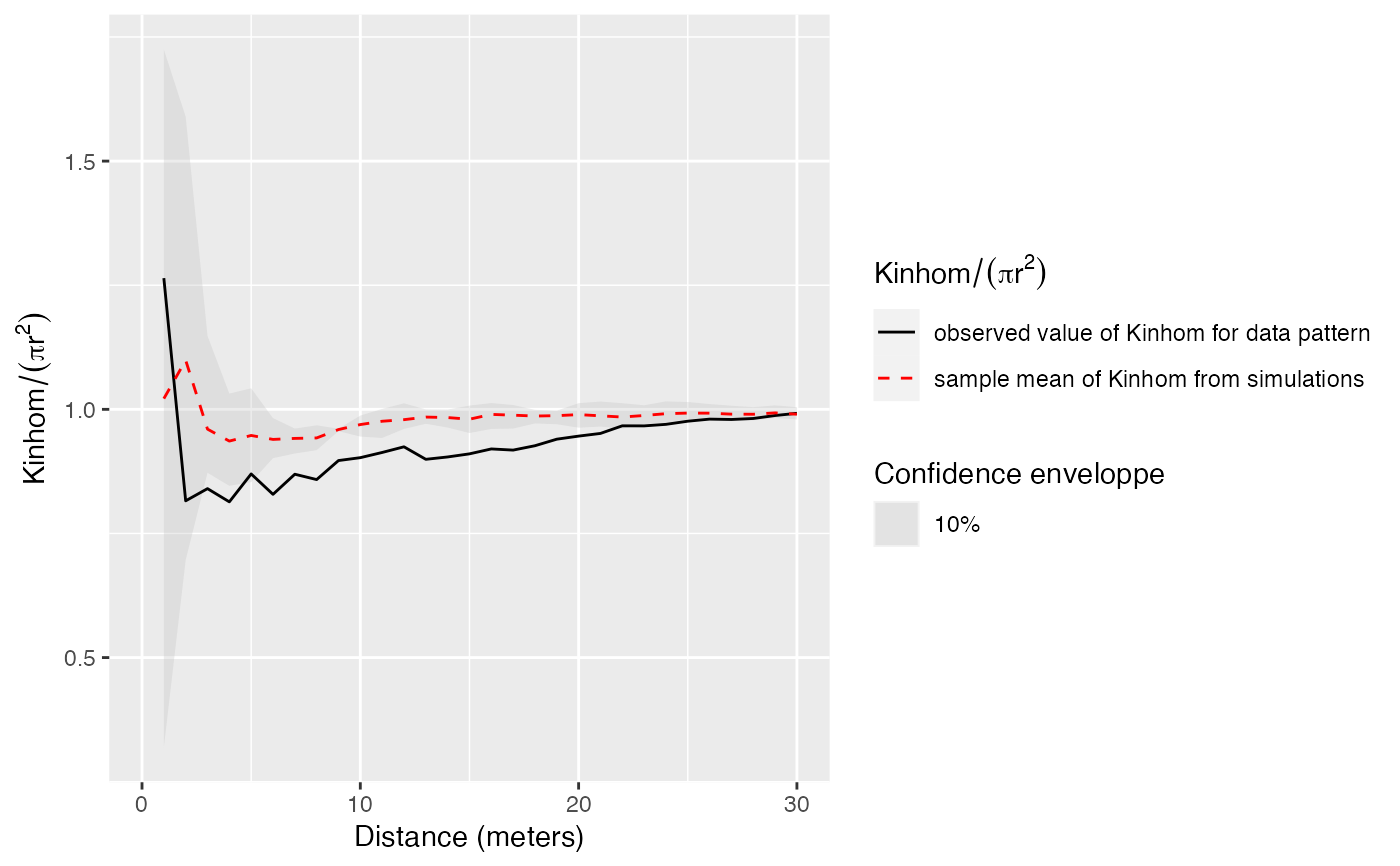 1.5
1.0
0.5
Kinhom/(πr²)
0
10
20
30
Distance (meters)
Kinhom/(πr²)
observed value of Kinhom for data pattern
sample mean of Kinhom from simulations
Confidence enveloppe
10%